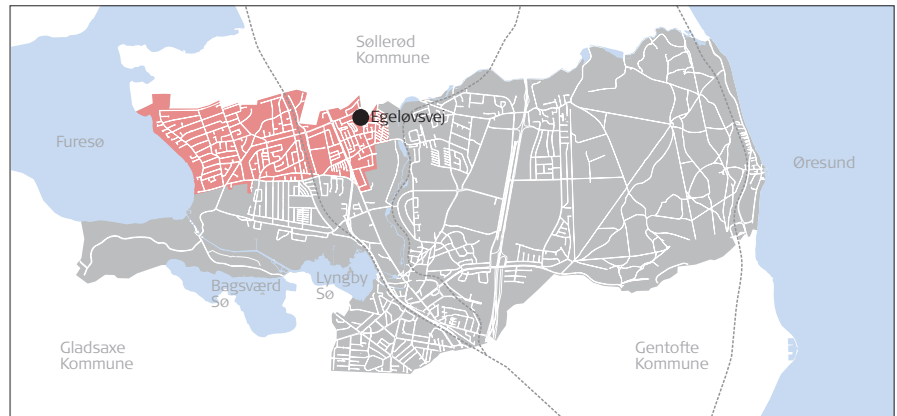 Søllerød
Kommune
Egeløvsvej
Furesø
Øresund
Bagsværd
Sø
Lyngby
Sø
Gladsaxe
Kommune
Gentofte
Kommune